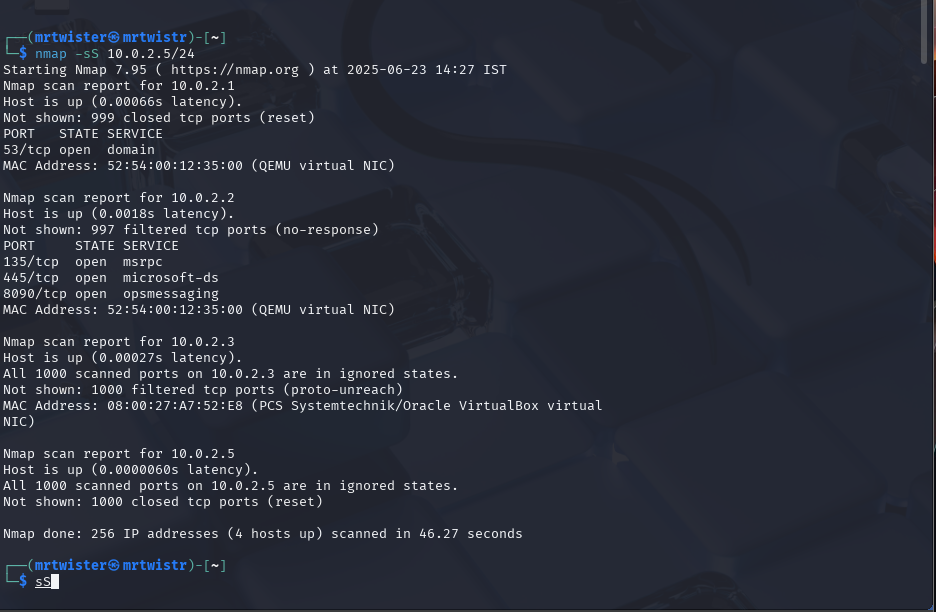 ┌──(mrtwister㉿mrtwistr)-[~]
└─$ nmap -sS 10.0.2.5/24
Starting Nmap 7.95 ( https://nmap.org ) at 2025-06-23 14:27 IST
Nmap scan report for 10.0.2.1
Host is up (0.00066s latency).
Not shown: 999 closed tcp ports (reset)
PORT   STATE SERVICE
53/tcp open  domain
MAC Address: 52:54:00:12:35:00 (QEMU virtual NIC)

Nmap scan report for 10.0.2.2
Host is up (0.0018s latency).
Not shown: 997 filtered tcp ports (no-response)
PORT     STATE SERVICE
135/tcp  open  msrpc
445/tcp  open  microsoft-ds
8090/tcp open  opsmessaging
MAC Address: 52:54:00:12:35:00 (QEMU virtual NIC)

Nmap scan report for 10.0.2.3
Host is up (0.00027s latency).
All 1000 scanned ports on 10.0.2.3 are in ignored states.
Not shown: 1000 filtered tcp ports (proto-unreach)
MAC Address: 08:00:27:A7:52:E8 (PCS Systemtechnik/Oracle VirtualBox virtual
NIC)

Nmap scan report for 10.0.2.5
Host is up (0.0000060s latency).
All 1000 scanned ports on 10.0.2.5 are in ignored states.
Not shown: 1000 closed tcp ports (reset)

Nmap done: 256 IP addresses (4 hosts up) scanned in 46.27 seconds

┌──(mrtwister㉿mrtwistr)-[~]
└─$ sS